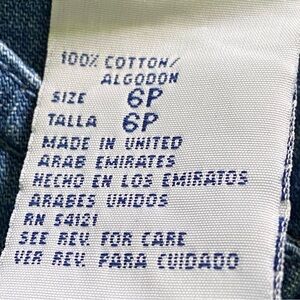 100% COTTON/
ALGODON
SIZE 6P
TALLA 6P
MADE IN UNITED
ARAB EMIRATES
HECHO EN LOS EMIRATOS
ARABES UNIDOS
RN 54121
SEE REV. FOR CARE
VER REV. PARA CUIDADO